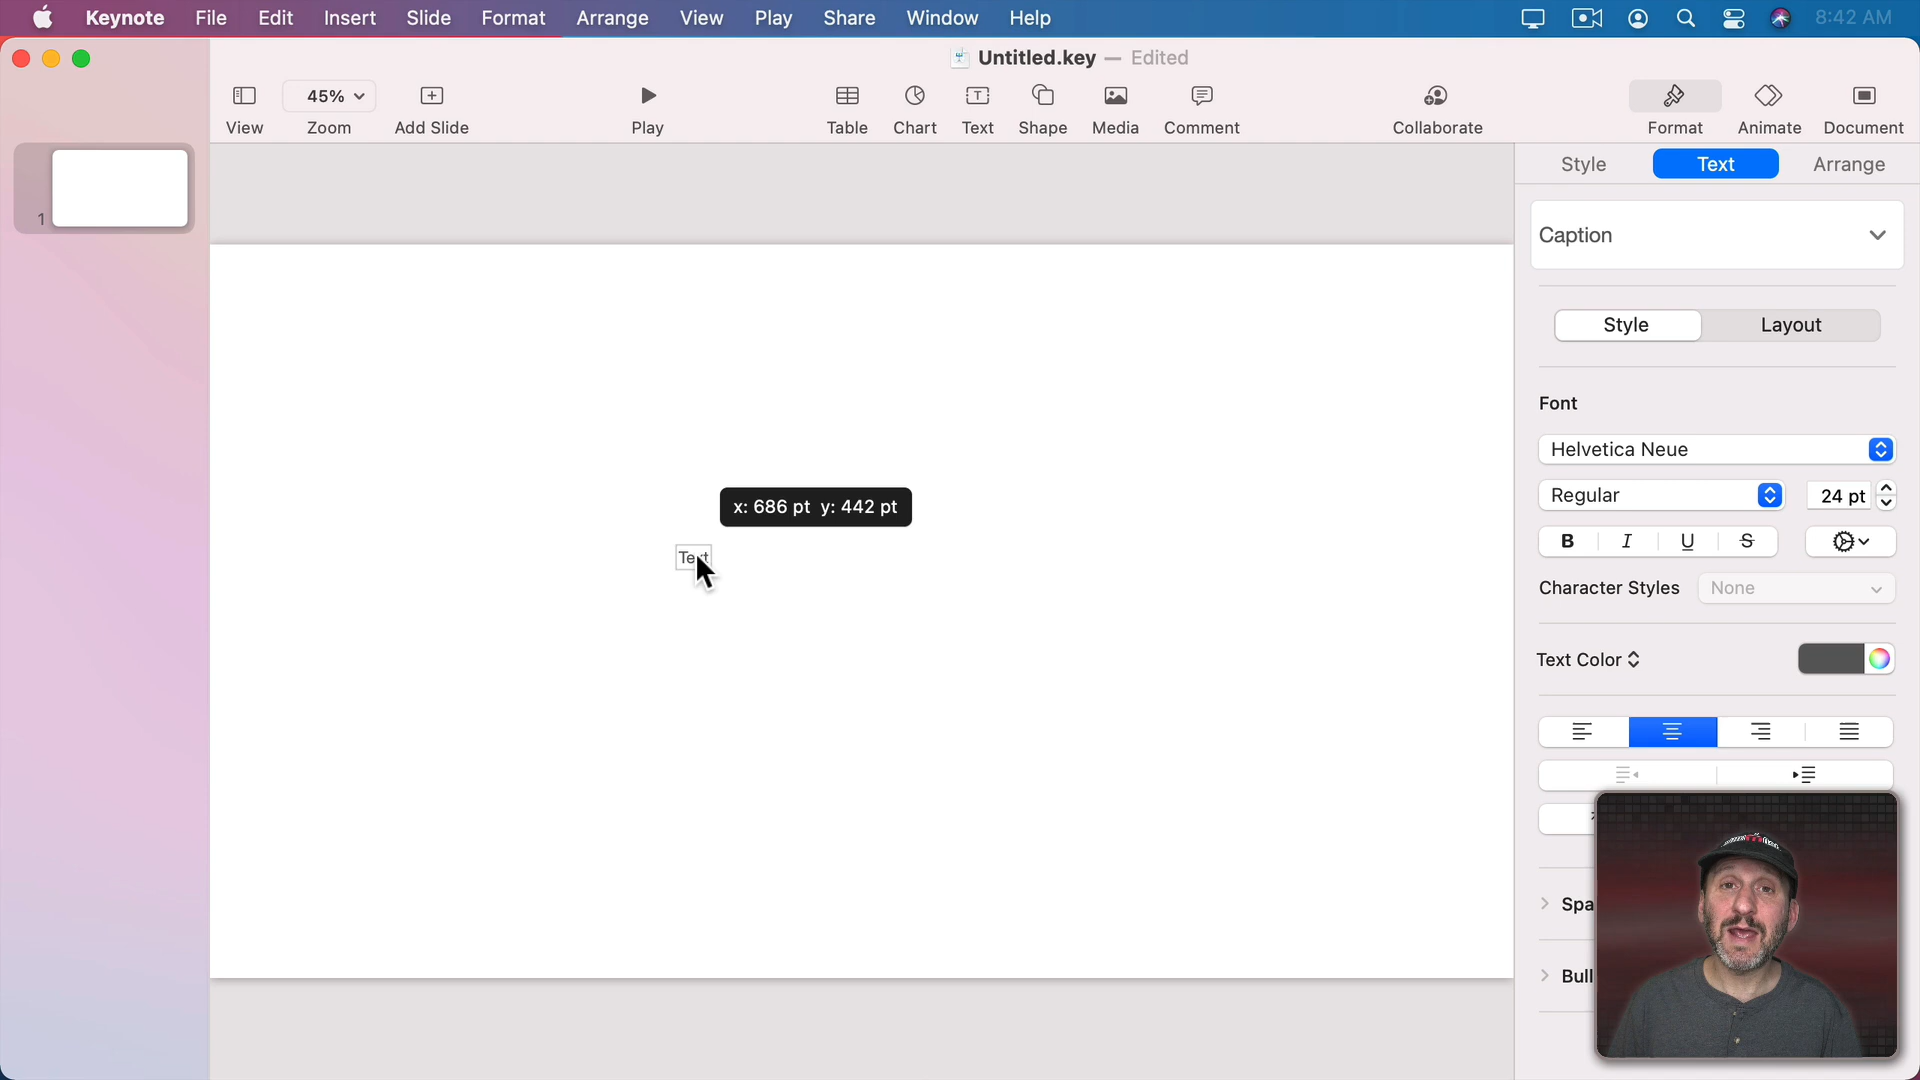 Keynote File Edit Insert Slide Format Arrange View Play Share Window Help 8:42 AM
Untitled.key — Edited
45%
View Zoom Add Slide Play Table Chart Text Shape Media Comment Collaborate Format Animate Document
Style Text Arrange
1
Caption
Style Layout
Font
Helvetica Neue
Regular 24 pt
x: 686 pt y: 442 pt
B I U S
Text
Character Styles None
Text Color
Spa
Bull